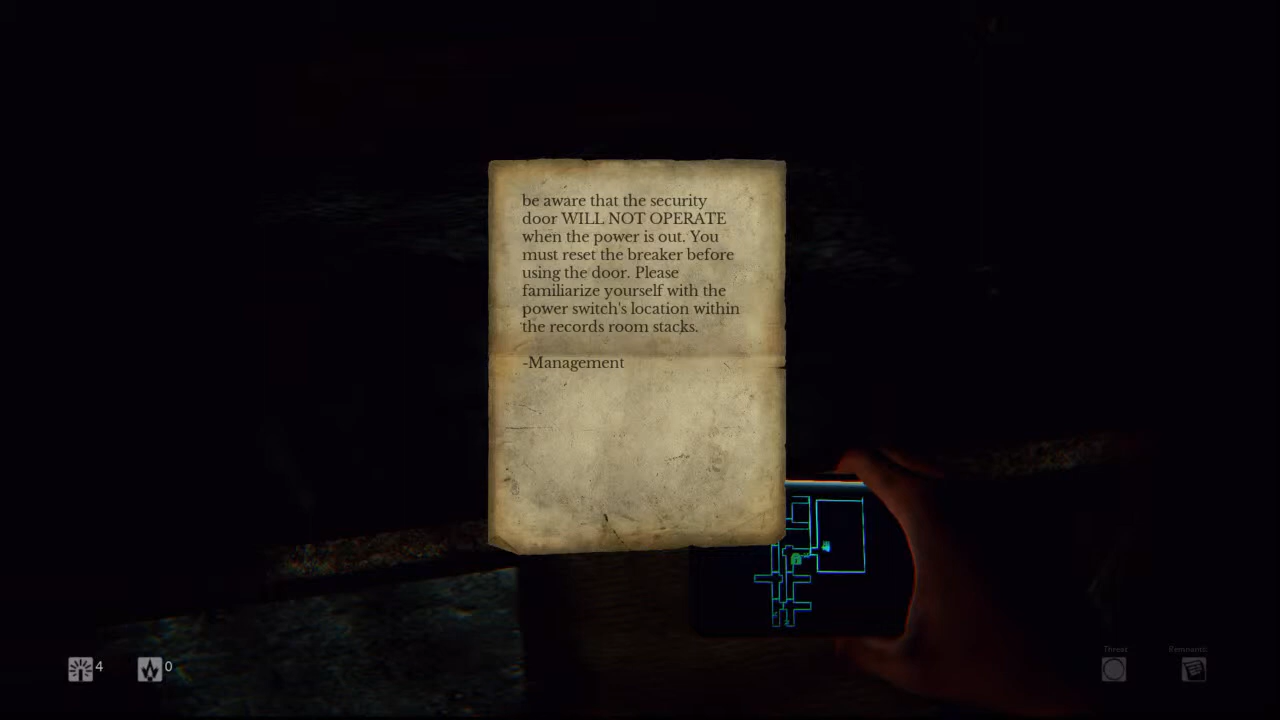 be aware that the security
door WILL NOT OPERATE
when the power is out. You
must reset the breaker before
using the door. Please
familiarize yourself with the
power switch's location within
the records room stacks.
-Management
4
0
Threat
Remnants